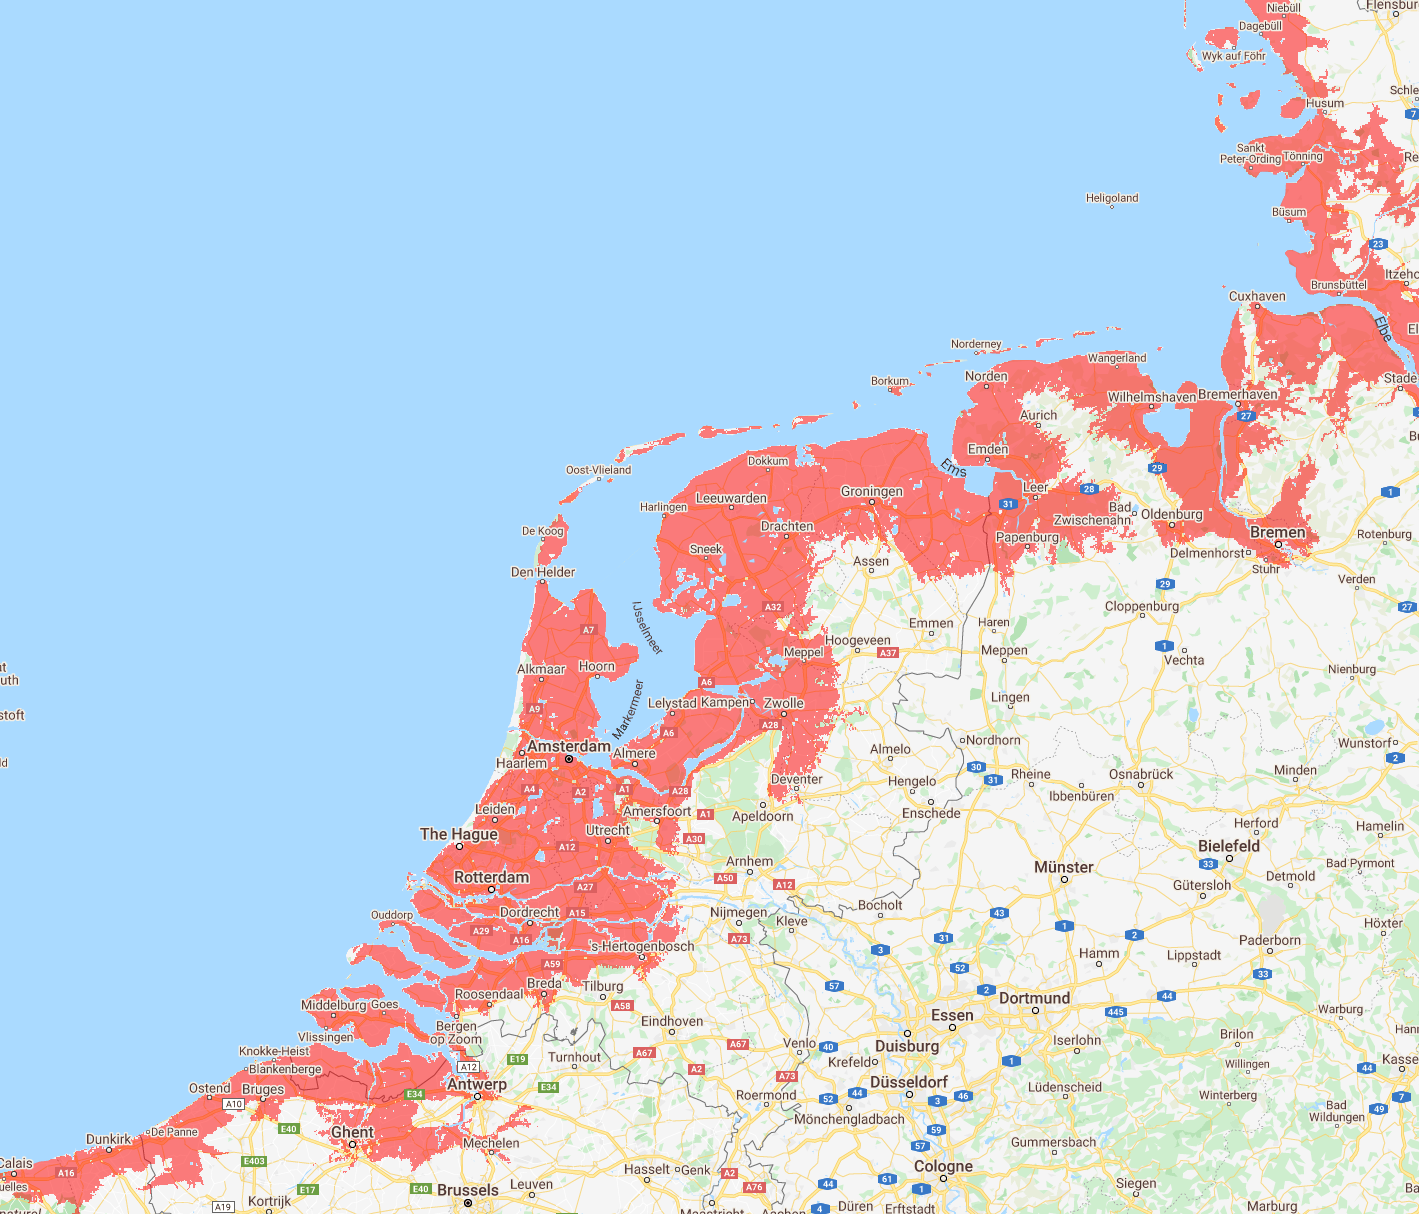 Niebüll
Flensbur
Dagebüll
Wyk auf Föhr
Schle
Husum
7
Sankt
Peter-Ording
Tönning
Re
Heligoland
Büsum
23
Itzeho
Brunsbüttel
Cuxhaven
Elbe
El
Norderney
Wangerland
Borkum
Norden
Stade
Wilhelmshaven
Bremerhaven
27
Aurich
Emden
Dokkum
Ems
29
Oost-Vlieland
Leer
28
1
Harlingen
Leeuwarden
Groningen
31
Bad
Zwischenahn
Oldenburg
De Koog
Drachten
Papenburg
Bremen
Rotenburg
Sneek
Assen
Delmenhorst
Stuhr
Den Helder
29
Verden
IJsselmeer
A32
Cloppenburg
27
A7
Emmen
Haren
Hoogeveen
A37
Meppel
Meppen
1
Vechta
Alkmaar
Hoorn
Nienburg
at
uth
A6
Markermeer
Lelystad
Kampen
Zwolle
Lingen
stoft
A9
A28
A6
Nordhorn
Wunstorf
Amsterdam
Almere
Almelo
2
ld
Haarlem
30
31
Rheine
Osnabrück
Minden
Deventer
Hengelo
Ibbenbüren
A4
A2
A1
A28
Leiden
Amersfoort
A1
Apeldoorn
Enschede
Herford
Hamelin
The Hague
Utrecht
A30
A12
Bielefeld
Arnhem
Münster
33
Bad Pyrmont
Rotterdam
A50
A12
Detmold
A27
Gütersloh
Ouddorp
Dordrecht
A15
Nijmegen
Kleve
Bocholt
43
Höxter
A29
A16
A73
31
1
2
's-Hertogenbosch
3
Hamm
Lippstadt
Paderborn
A59
52
33
Breda
Tilburg
57
2
44
Roosendaal
Middelburg
Goes
A58
Dortmund
445
Warburg
Vlissingen
Bergen
op Zoom
Eindhoven
Essen
Brilon
Hann
Knokke-Heist
A67
A67
Venlo
40
Duisburg
Iserlohn
Blankenberge
A12
E19
Turnhout
A2
Krefeld
1
Willingen
44
Kasse
Ostend
Bruges
Antwerp
E34
A73
Düsseldorf
Lüdenscheid
A10
E34
Roermond
52
44
3
46
Winterberg
Bad
Wildungen
49
7
Mönchengladbach
E40
Ghent
59
Dunkirk
De Panne
Mechelen
57
Gummersbach
Calais
E403
Hasselt
Genk
Cologne
A16
A2
uelles
E17
E40
Brussels
Leuven
44
61
1
Siegen
Ba
A19
Kortrijk
A76
4
Düren
Erftstadt
Marburg